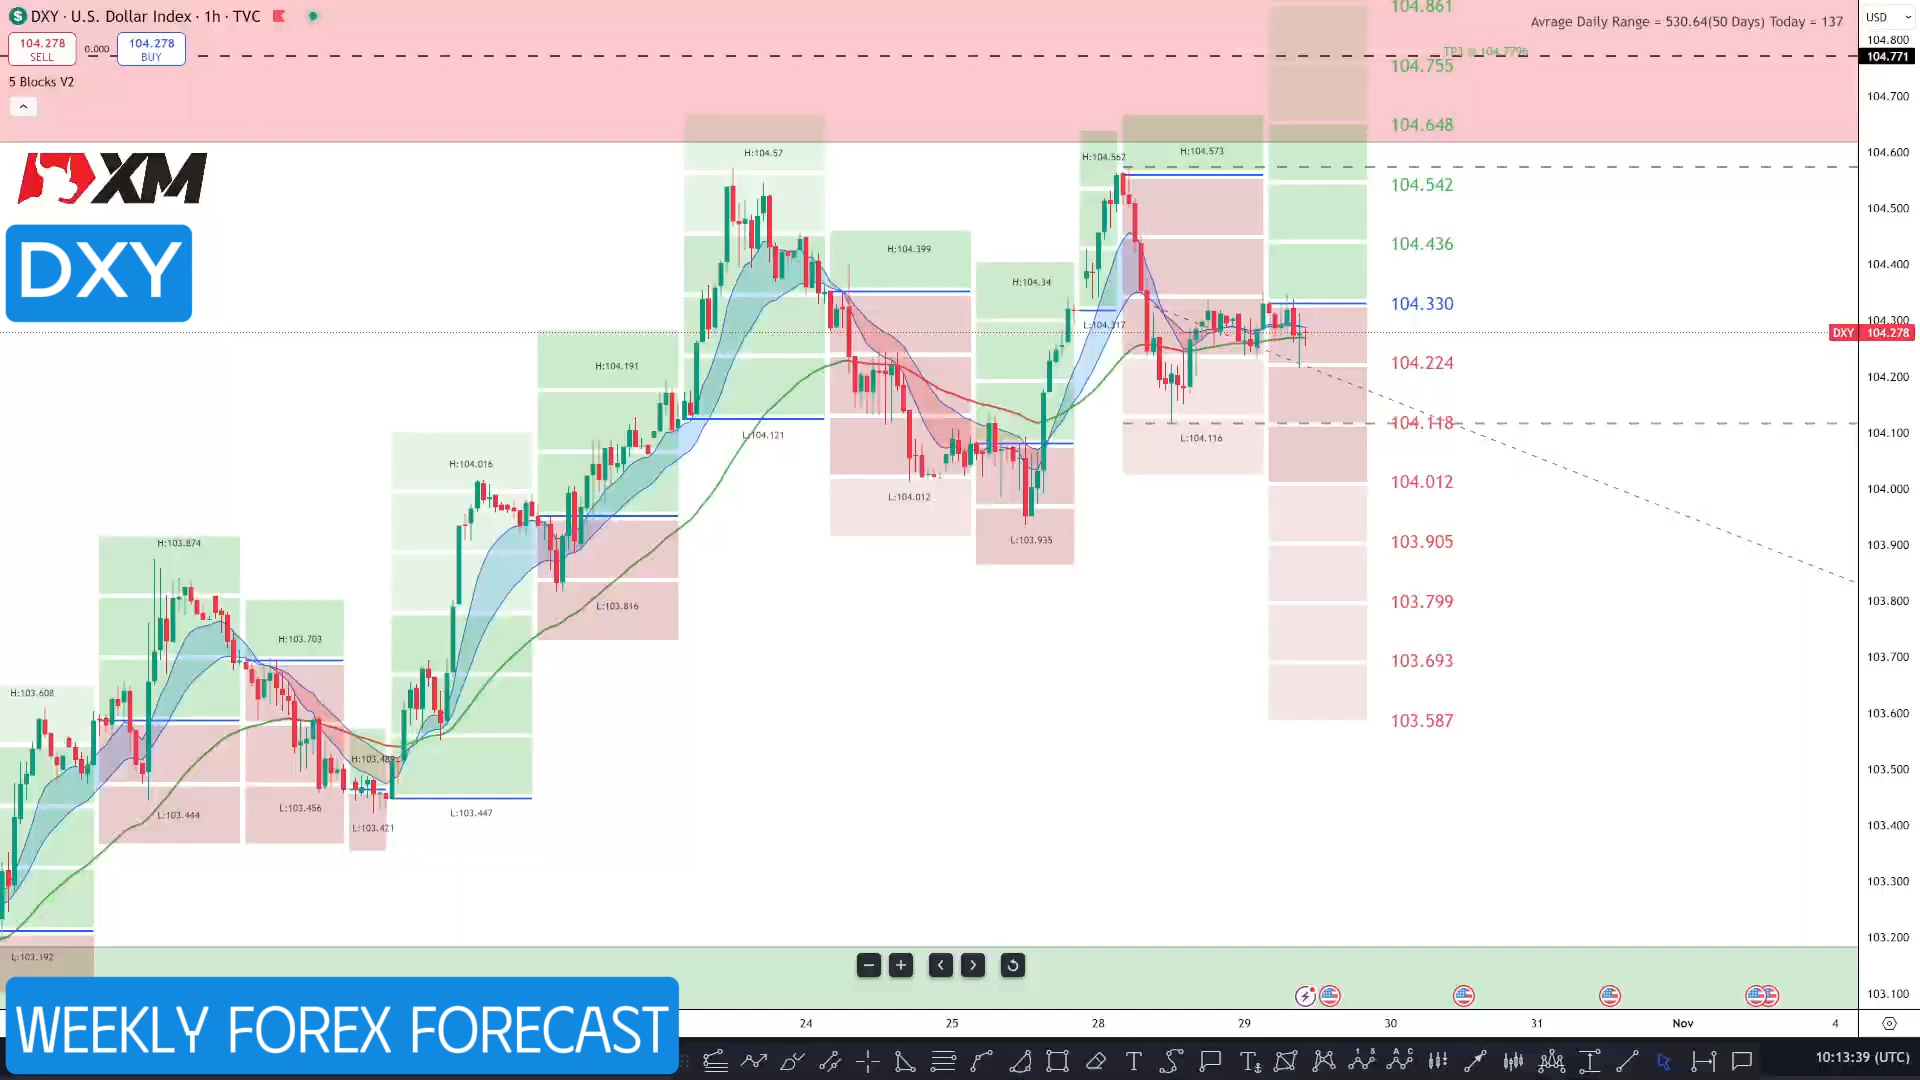 DXY · U.S. Dollar Index · 1h · TVC
104.278
SELL
0.000
104.278
BUY
5 Blocks V2
XM
DXY
Avrage Daily Range = 530.64(50 Days) Today = 137
TP3 @ 104.7796
USD
104.861
104.755
104.648
104.542
104.436
104.330
104.224
104.118
104.012
103.905
103.799
103.693
103.587
104.800
104.771
104.700
104.600
104.500
104.400
104.300
DXY 104.278
104.200
104.100
104.000
103.900
103.800
103.700
103.600
103.500
103.400
103.300
103.200
103.100
H:103.608
L:103.192
H:103.874
L:103.444
H:103.703
L:103.456
H:103.489
L:103.421
H:104.016
L:103.447
H:104.191
L:103.816
H:104.57
L:104.121
H:104.399
L:104.012
H:104.34
L:103.935
H:104.562
L:104.317
H:104.573
L:104.116
WEEKLY FOREX FORECAST
24 25 28 29 30 31 Nov 4
10:13:39 (UTC)